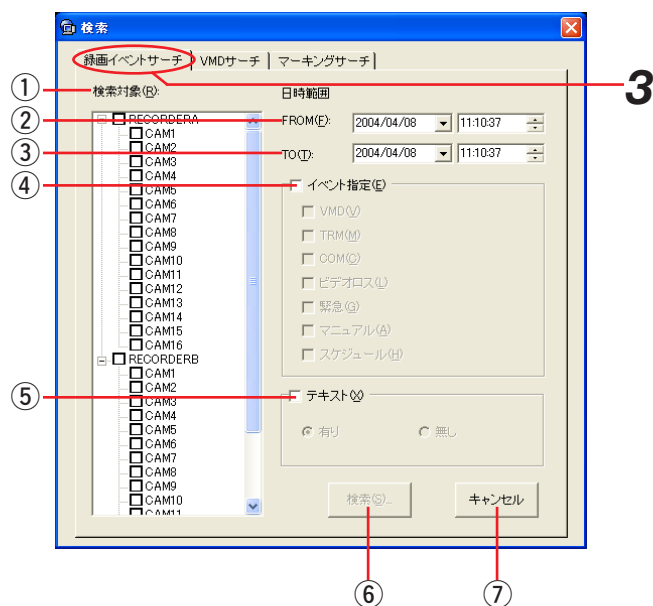 検索
録画イベントサーチ VMDサーチ マーキングサーチ
3
① 検索対象(R):
日時範囲
② FROM(F): 2004/04/08 11:10:37
③ TO(T): 2004/04/08 11:10:37
RECORDERA
CAM1
CAM2
CAM3
CAM4
CAM5
CAM6
CAM7
CAM8
CAM9
CAM10
CAM11
CAM12
CAM13
CAM14
CAM15
CAM16
RECORDERB
CAM1
CAM2
CAM3
CAM4
CAM5
CAM6
CAM7
CAM8
CAM9
CAM10
CAM11
④ イベント指定(E)
VMD(V)
TRM(M)
COM(C)
ビデオロス(L)
緊急(G)
マニュアル(A)
スケジュール(H)
⑤ テキスト(X)
有り 無し
検索(S)... キャンセル
⑥ ⑦